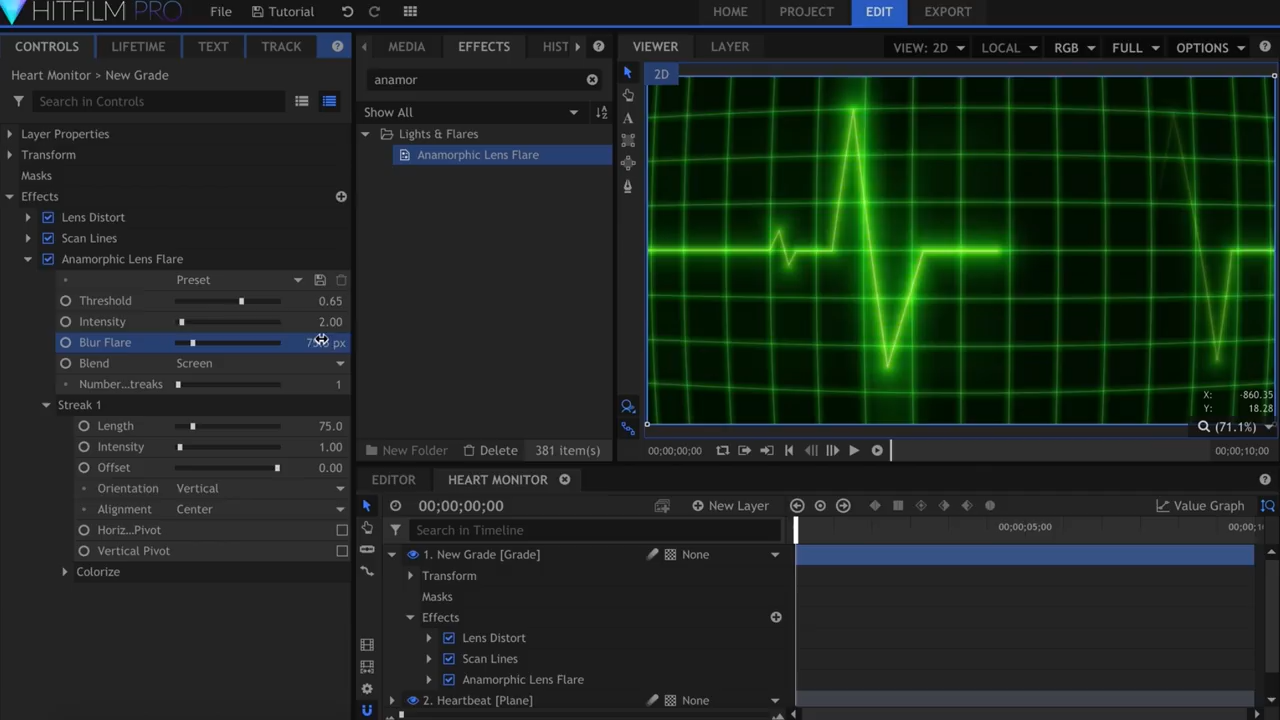 HITFILM PRO
File
Tutorial
HOME
PROJECT
EDIT
EXPORT
CONTROLS
LIFETIME
TEXT
TRACK
?
Heart Monitor > New Grade
Search in Controls
Layer Properties
Transform
Masks
Effects
Lens Distort
Scan Lines
Anamorphic Lens Flare
Preset
Threshold 0.65
Intensity 2.00
Blur Flare px
Blend Screen
Number...treaks 1
Streak 1
Length 75.0
Intensity 1.00
Offset 0.00
Orientation Vertical
Alignment Center
Horiz...Pivot
Vertical Pivot
Colorize
MEDIA
EFFECTS
HIST
?
anamor
Show All
Lights & Flares
Anamorphic Lens Flare
New Folder
Delete
381 item(s)
VIEWER
LAYER
VIEW: 2D
LOCAL
RGB
FULL
OPTIONS
?
2D
A
X: -860.35
Y: 18.28
(71.1%)
00;00;00;00
00;00;10;00
EDITOR
HEART MONITOR
?
00;00;00;00
New Layer
Value Graph
Search in Timeline
00;00;05;00
00;00;1
1. New Grade [Grade]
None
Transform
Masks
Effects
Lens Distort
Scan Lines
Anamorphic Lens Flare
2. Heartbeat [Plane]
None